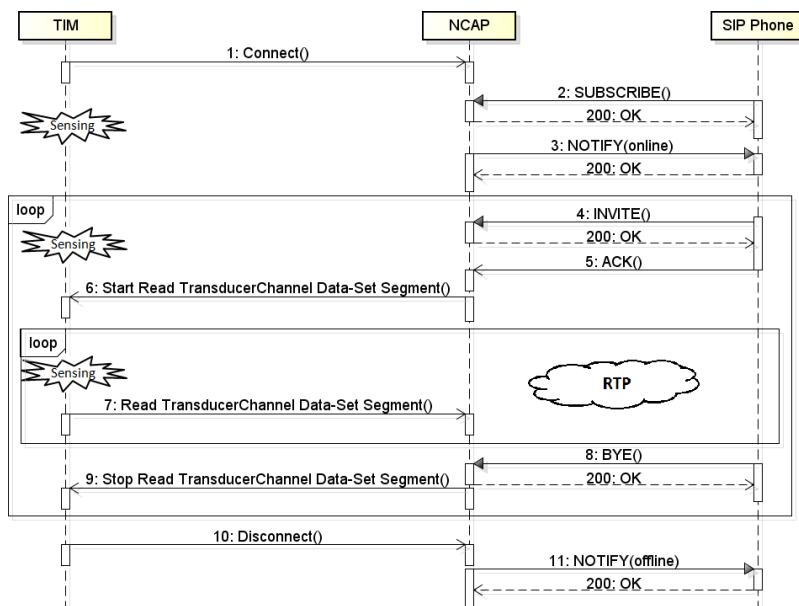 TIM
NCAP
SIP Phone
1: Connect()
2: SUBSCRIBE()
200: OK
Sensing
3: NOTIFY(online)
200: OK
loop
4: INVITE()
Sensing
200: OK
5: ACK()
6: Start Read TransducerChannel Data-Set Segment()
loop
Sensing
RTP
7: Read TransducerChannel Data-Set Segment()
8: BYE()
9: Stop Read TransducerChannel Data-Set Segment()
200: OK
10: Disconnect()
11: NOTIFY(offline)
200: OK